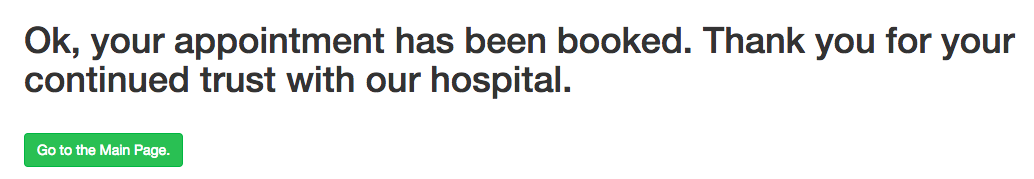 Ok, your appointment has been booked. Thank you for your
continued trust with our hospital.
Go to the Main Page.